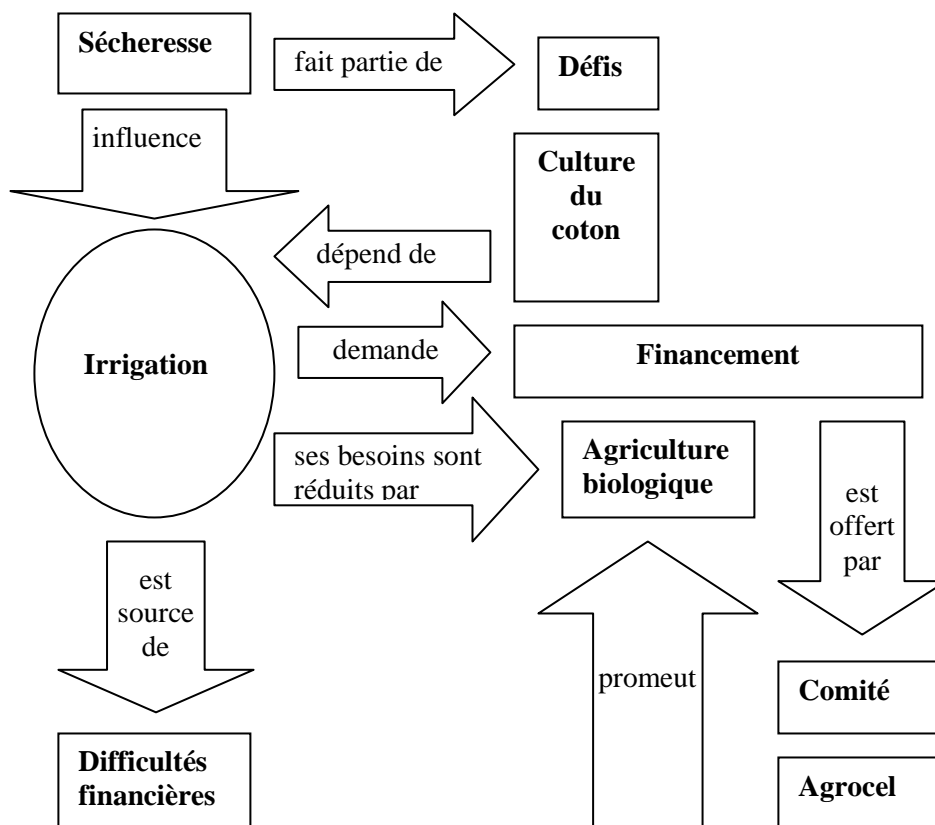 Sécheresse
fait partie de
Défis
influence
Culture
du
coton
dépend de
Irrigation
demande
Financement
ses besoins sont
réduits par
Agriculture
biologique
est
offert
par
est
source
de
promeut
Comité
Difficultés
financières
Agrocel